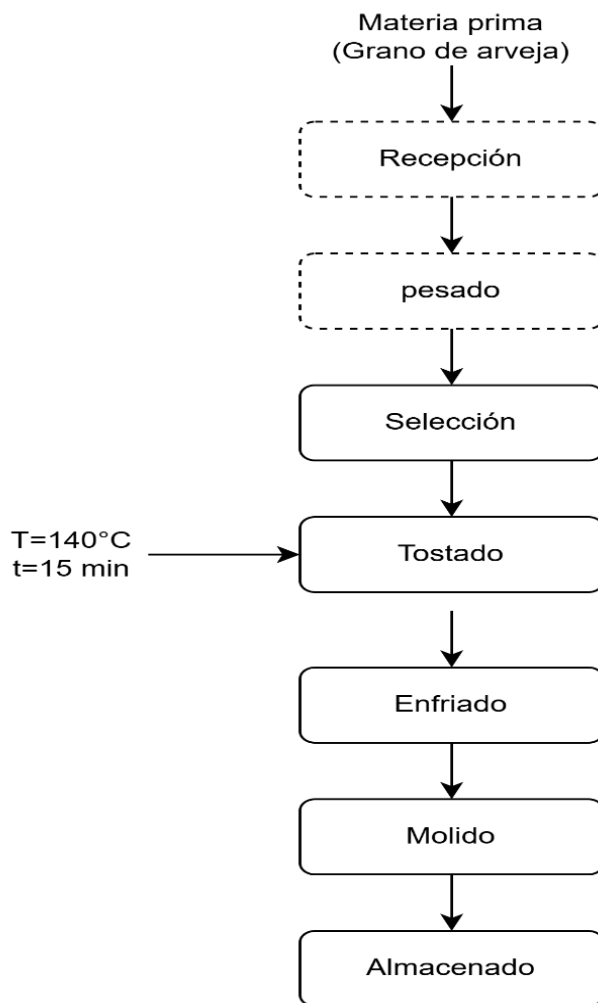 Materia prima
(Grano de arveja)
Recepción
pesado
Selección
T=140°C
t=15 min
Tostado
Enfriado
Molido
Almacenado